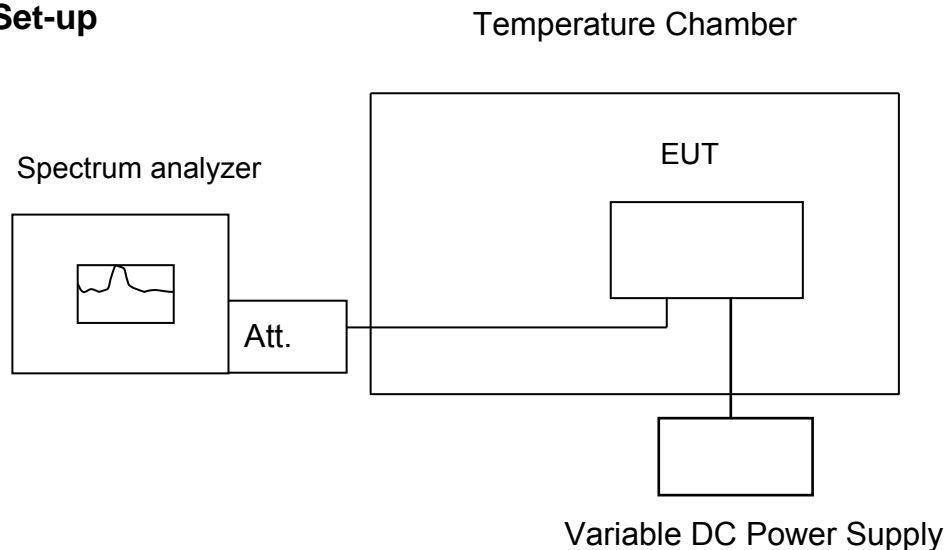 Set-up
Temperature Chamber
Spectrum analyzer
EUT
Att.
Variable DC Power Supply